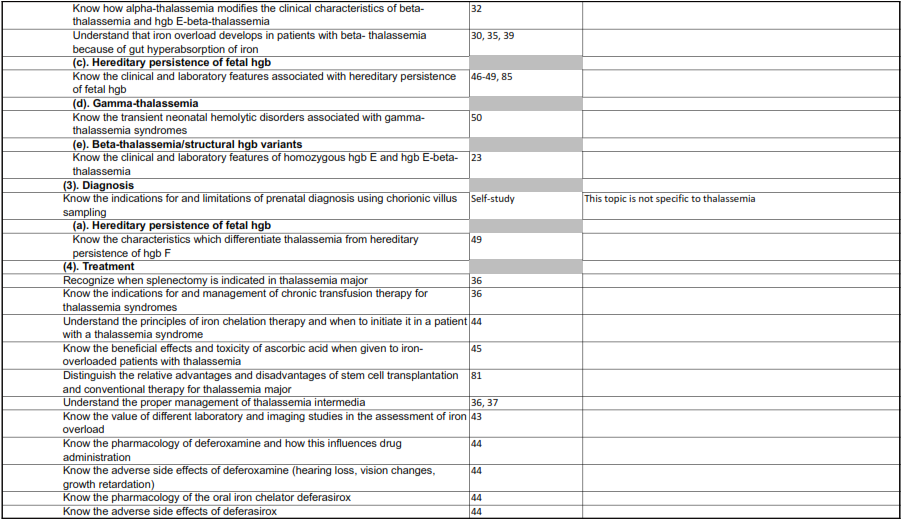 Know how alpha-thalassemia modifies the clinical characteristics of beta- 32
thalassemia and hgb E-beta-thalassemia
Understand that iron overload develops in patients with beta- thalassemia 30, 35, 39
because of gut hyperabsorption of iron
(c). Hereditary persistence of fetal hgb
Know the clinical and laboratory features associated with hereditary persistence 46-49, 85
of fetal hgb
(d). Gamma-thalassemia
Know the transient neonatal hemolytic disorders associated with gamma- 50
thalassemia syndromes
(e). Beta-thalassemia/structural hgb variants
Know the clinical and laboratory features of homozygous hgb E and hgb E-beta- 23
thalassemia
(3). Diagnosis
Know the indications for and limitations of prenatal diagnosis using chorionic villus Self-study This topic is not specific to thalassemia
sampling
(a). Hereditary persistence of fetal hgb
Know the characteristics which differentiate thalassemia from hereditary 49
persistence of hgb F
(4). Treatment
Recognize when splenectomy is indicated in thalassemia major 36
Know the indications for and management of chronic transfusion therapy for 36
thalassemia syndromes
Understand the principles of iron chelation therapy and when to initiate it in a patient 44
with a thalassemia syndrome
Know the beneficial effects and toxicity of ascorbic acid when given to iron- 45
overloaded patients with thalassemia
Distinguish the relative advantages and disadvantages of stem cell transplantation 81
and conventional therapy for thalassemia major
Understand the proper management of thalassemia intermedia 36, 37
Know the value of different laboratory and imaging studies in the assessment of iron 43
overload
Know the pharmacology of deferoxamine and how this influences drug 44
administration
Know the adverse side effects of deferoxamine (hearing loss, vision changes, 44
growth retardation)
Know the pharmacology of the oral iron chelator deferasirox 44
Know the adverse side effects of deferasirox 44